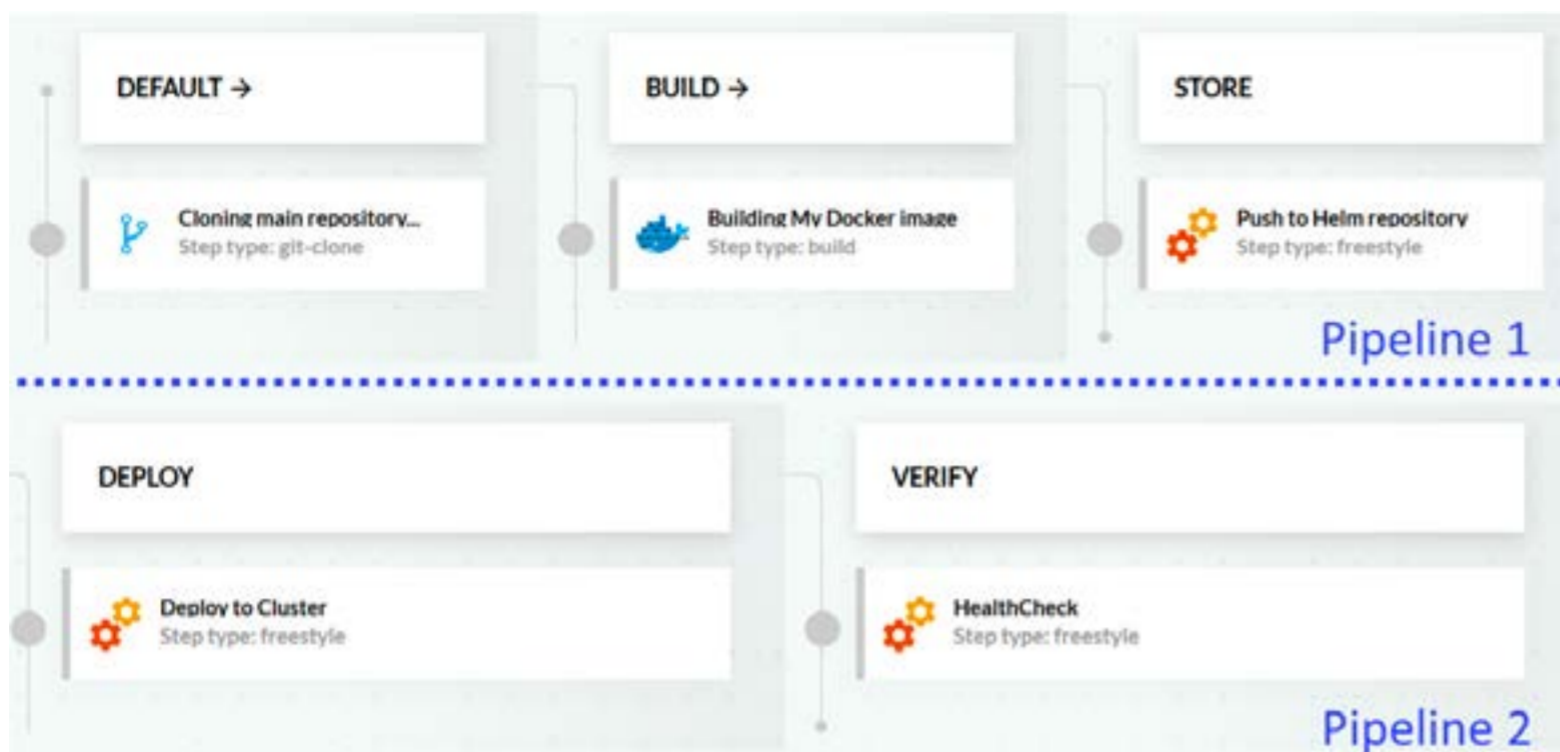 DEFAULT →
BUILD →
STORE
Cloning main repository...
Step type: git-clone
Building My Docker image
Step type: build
Push to Helm repository
Step type: freestyle
Pipeline 1
DEPLOY
VERIFY
Deploy to Cluster
Step type: freestyle
HealthCheck
Step type: freestyle
Pipeline 2